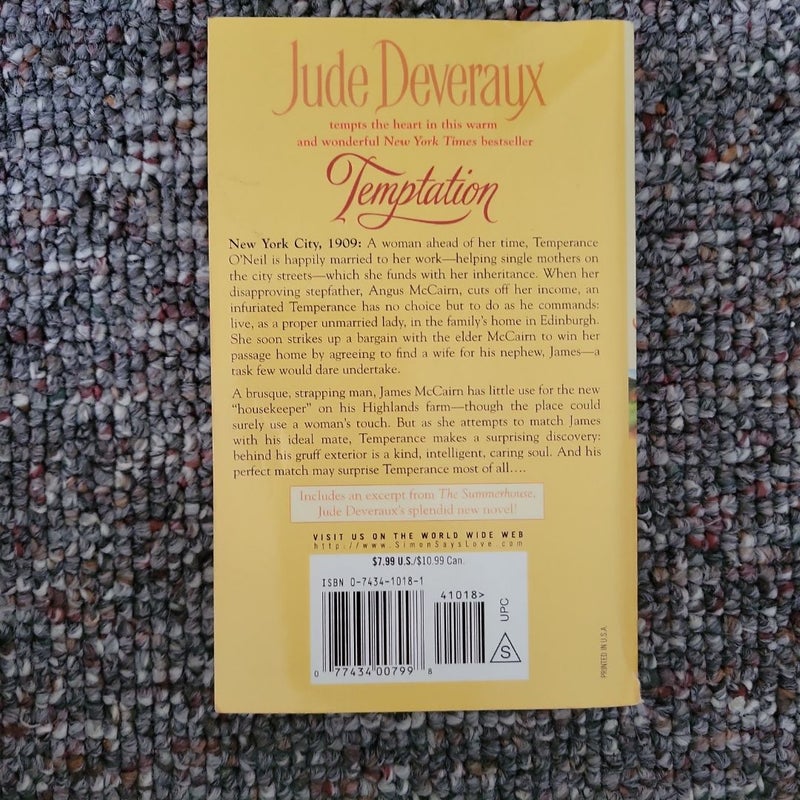 Jude Deveraux
tempts the heart in this warm
and wonderful New York Times bestseller
Temptation
New York City, 1909: A woman ahead of her time, Temperance
O'Neil is happily married to her work—helping single mothers on
the city streets—which she funds with her inheritance. When her
disapproving stepfather, Angus McCairn, cuts off her income, an
infuriated Temperance has no choice but to do as he commands:
live, as a proper unmarried lady, in the family's home in Edinburgh.
She soon strikes up a bargain with the elder McCairn to win her
passage home by agreeing to find a wife for his nephew, James—a
task few would dare undertake.
A brusque, strapping man, James McCairn has little use for the new
"housekeeper" on his Highlands farm—though the place could
surely use a woman's touch. But as she attempts to match James
with his ideal mate, Temperance makes a surprising discovery:
behind his gruff exterior is a kind, intelligent, caring soul. And his
perfect match may surprise Temperance most of all....
Includes an excerpt from The Summerhouse,
Jude Deveraux's splendid new novel!
VISIT US ON THE WORLD WIDE WEB
http://www.SimonSaysLove.com
$7.99 U.S./$10.99 Can.
ISBN 0-7434-1018-1
41018>
UPC
S
0 77434 00799 8
PRINTED IN U.S.A.